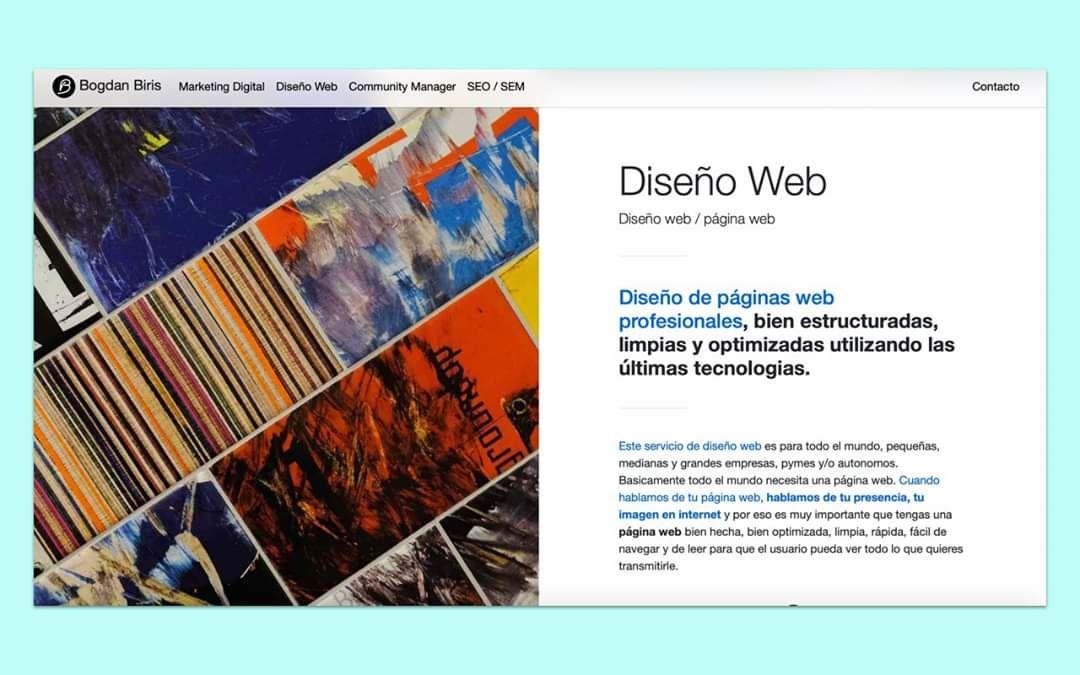 Bogdan Biris Marketing Digital Diseño Web Community Manager SEO / SEM Contacto
Diseño Web
Diseño web / página web
Diseño de páginas web
profesionales, bien estructuradas,
limpias y optimizadas utilizando las
últimas tecnologias.
Este servicio de diseño web es para todo el mundo, pequeñas,
medianas y grandes empresas, pymes y/o autonomos.
Basicamente todo el mundo necesita una página web. Cuando
hablamos de tu página web, hablamos de tu presencia, tu
imagen en internet y por eso es muy importante que tengas una
página web bien hecha, bien optimizada, limpia, rápida, fácil de
navegar y de leer para que el usuario pueda ver todo lo que quieres
transmitirle.